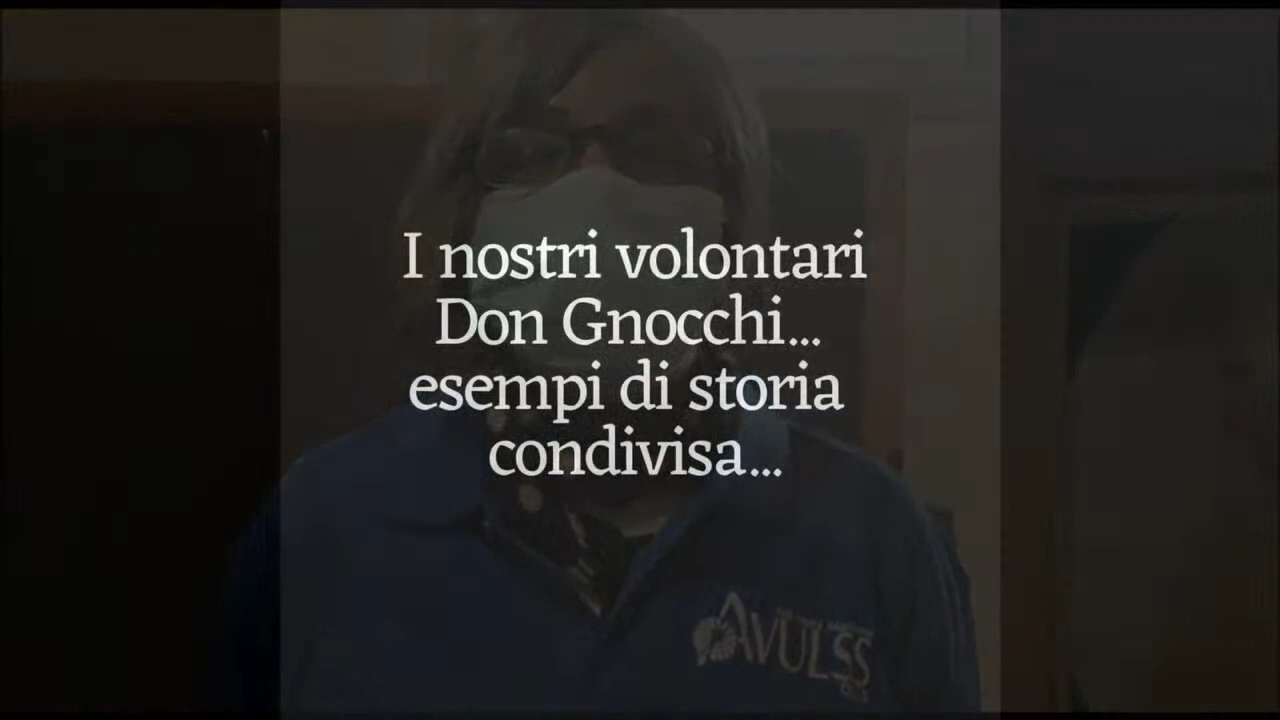 I nostri volontari
Don Gnocchi...
esempi di storia
condivisa...
AVULSS